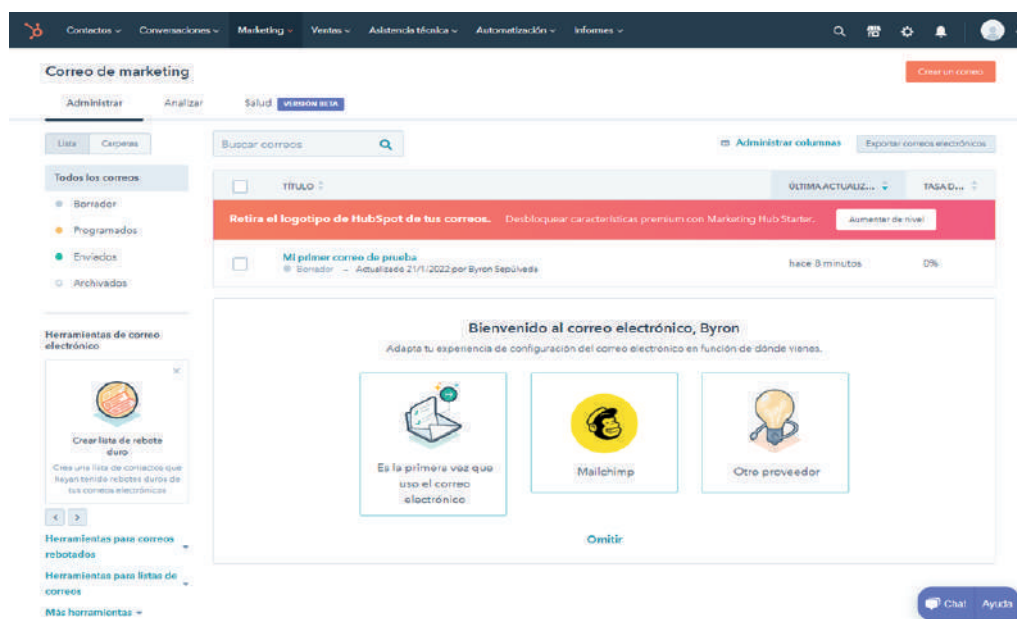 Contactos Conversaciones Marketing Ventas Asistencia técnica Automatización Informes
Correo de marketing
Crear un correo
Administrar Analizar Salud VERSIÓN BETA
Lista Carpetas
Buscar correos
Administrar columnas
Exportar correos electrónicos
Todos los correos
Borrador
Programados
Enviados
Archivados
TÍTULO ÚLTIMA ACTUALIZ... TASA D...
Retira el logotipo de HubSpot de tus correos. Desbloquear características premium con Marketing Hub Starter. Aumentar de nivel
Mi primer correo de prueba
Borrador – Actualizado 21/1/2022 por Byron Sepúlveda
hace 8 minutos 0%
Herramientas de correo
electrónico
Crear lista de rebote
duro
Crea una lista de contactos que
hayan tenido rebotes duros de
tus correos electrónicos
Herramientas para correos
rebotados
Herramientas para listas de
correos
Más herramientas
Bienvenido al correo electrónico, Byron
Adapta tu experiencia de configuración del correo electrónico en función de dónde vienes.
Es la primera vez que
uso el correo
electrónico
Mailchimp
Otro proveedor
Omitir
Chat Ayuda